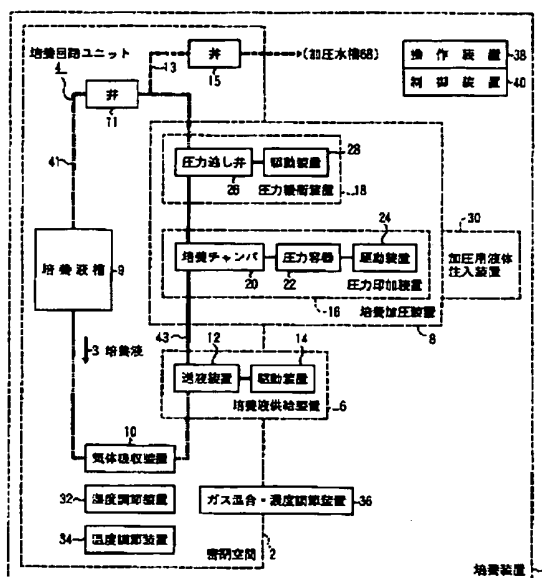 培養回路ユニット
4
13
弁
15
(加圧水槽68)
操作装置
38
制御装置
40
弁
11
41
圧力逃し弁
26
駆動装置
28
圧力緩衝装置
18
24
30
加圧用液体
注入装置
培養液槽
9
培養チャンバ
20
圧力容器
22
駆動装置
圧力印加装置
16
培養加圧装置
8
43
3 培養液
12
14
送液装置
駆動装置
培養液供給装置
6
10
気体吸収装置
32
湿度調節装置
ガス混合・濃度調節装置
36
34
温度調節装置
密閉空間
2
培養装置